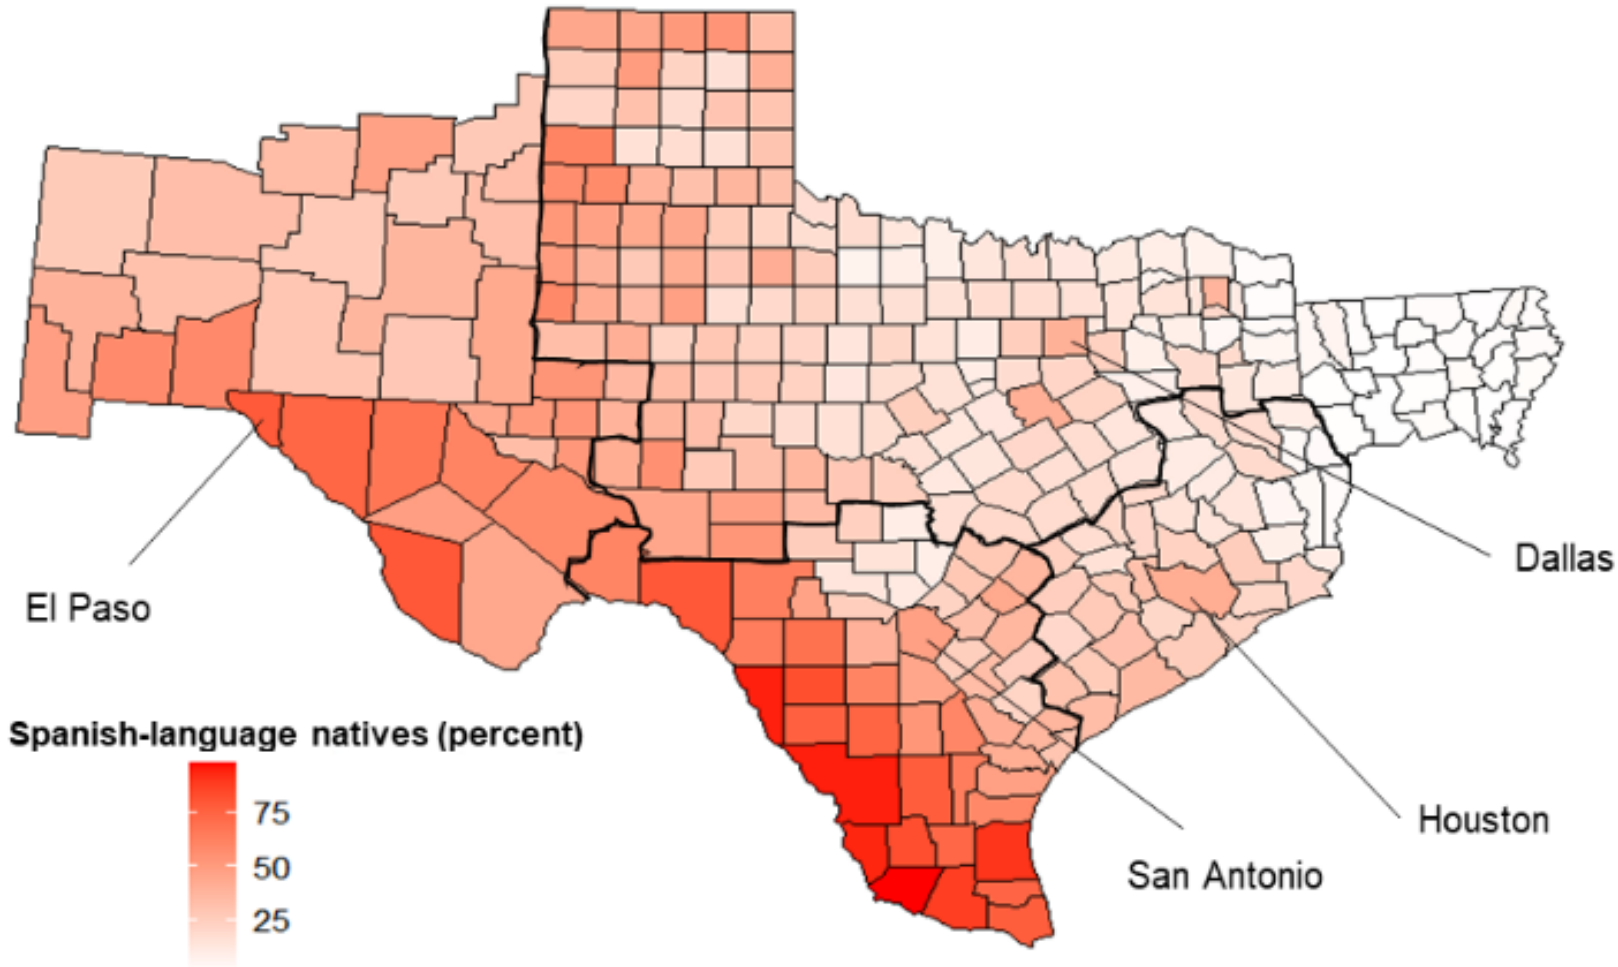 Dallas
El Paso
Spanish-language natives (percent)
75
50
25
Houston
San Antonio